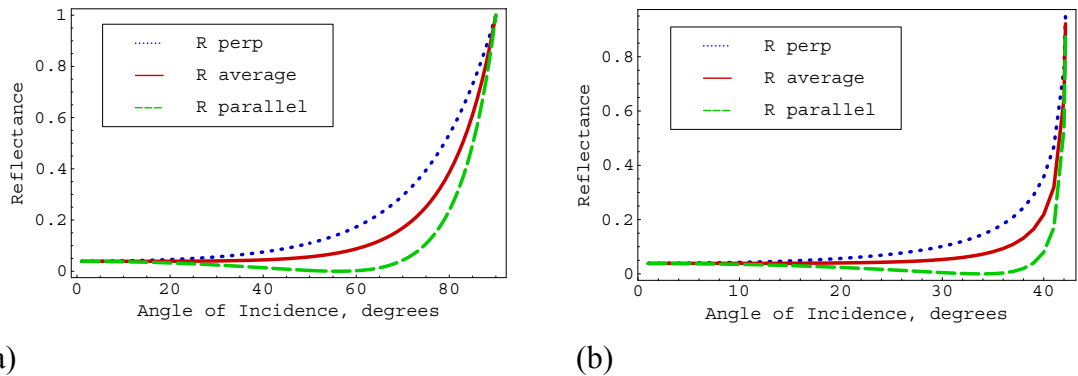 1
0.8
0.6
0.4
0.2
0
Reflectance
R perp
R average
R parallel
0 20 40 60 80
Angle of Incidence, degrees
a)
0.8
0.6
0.4
0.2
0
Reflectance
R perp
R average
R parallel
0 10 20 30 40
Angle of Incidence, degrees
(b)